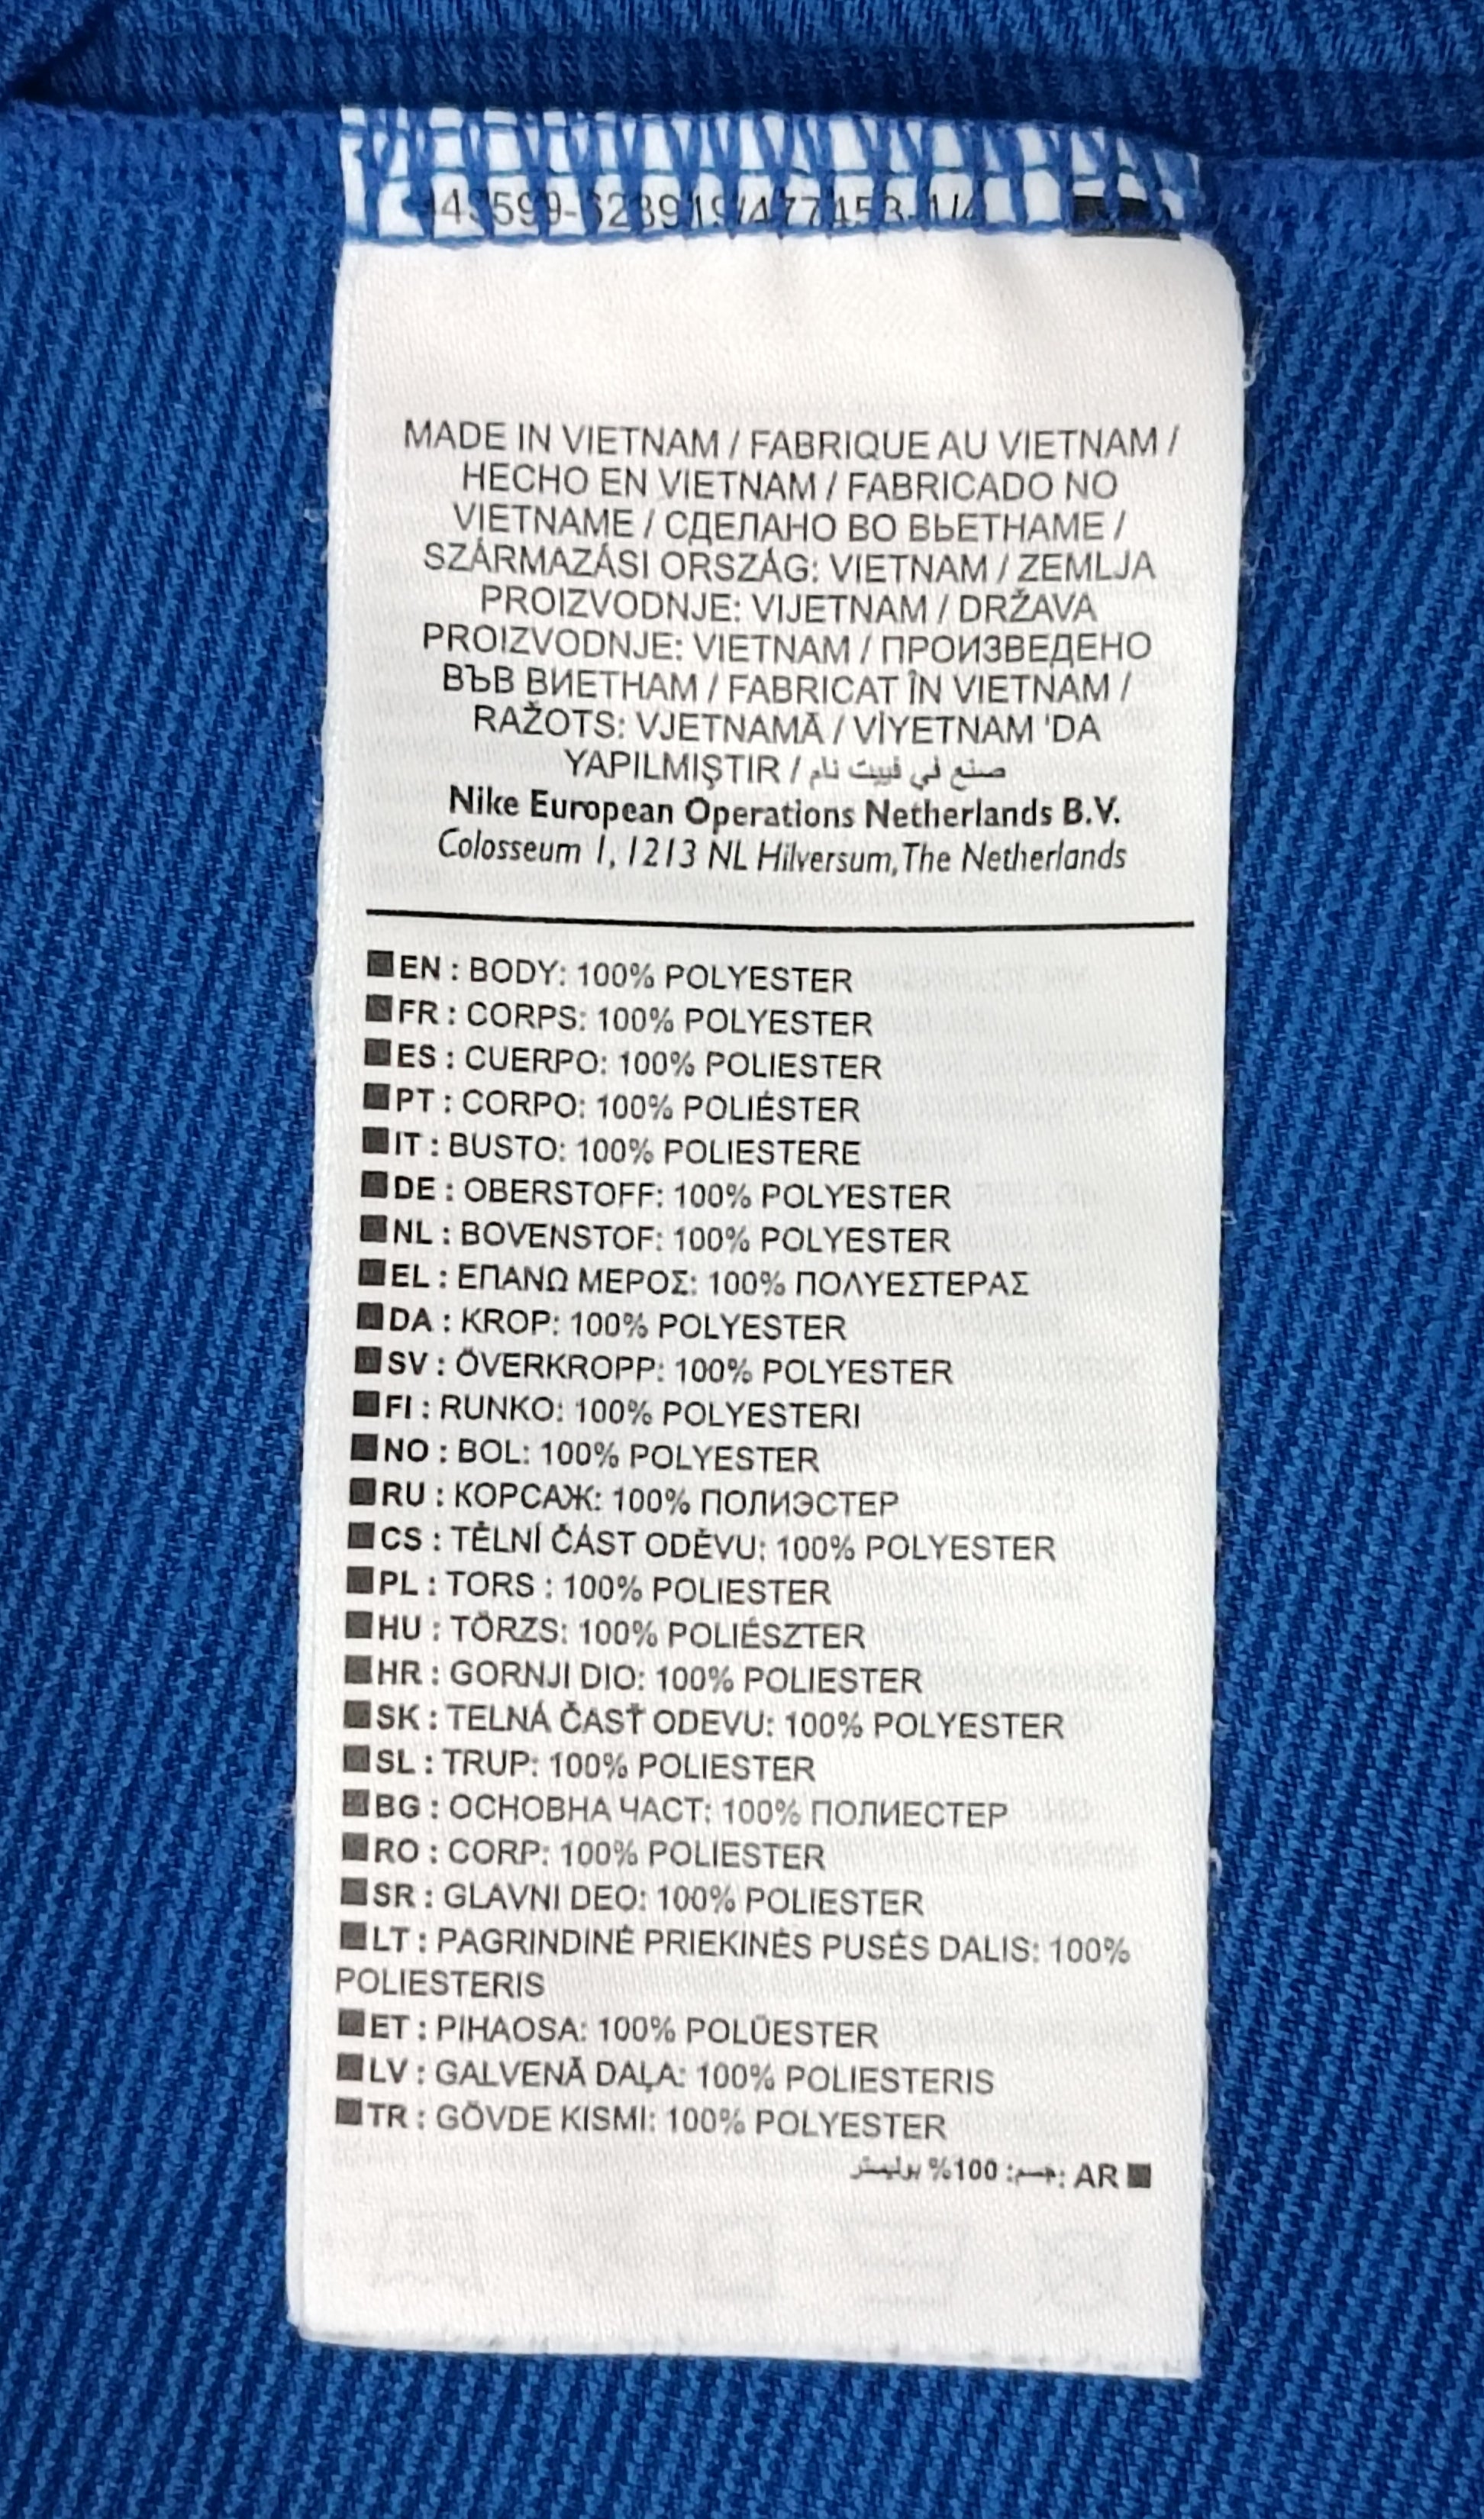 MADE IN VIETNAM / FABRIQUE AU VIETNAM /
HECHO EN VIETNAM / FABRICADO NO
VIETNAME / СДЕЛАНО ВО ВЬЕТНАМЕ /
SZÁRMAZÁSI ORSZÁG: VIETNAM / ZEMLJA
PROIZVODNJE: VIJETNAM / DRŽAVA
PROIZVODNJE: VIETNAM / ПРОИЗВЕДЕНО
ВЪВ ВИЕТНАМ / FABRICAT ÎN VIETNAM /
RAŽOTS: VJETNAMĀ / VİYETNAM 'DA
YAPILMIŞTIR / صنع في فييت نام
Nike European Operations Netherlands B.V.
Colosseum 1, 1213 NL Hilversum, The Netherlands
EN : BODY: 100% POLYESTER
FR : CORPS: 100% POLYESTER
ES : CUERPO: 100% POLIESTER
PT : CORPO: 100% POLIÉSTER
IT : BUSTO: 100% POLIESTERE
DE : OBERSTOFF: 100% POLYESTER
NL : BOVENSTOF: 100% POLYESTER
EL : ΕΠΑΝΩ ΜΕΡΟΣ: 100% ΠΟΛΥΕΣΤΕΡΑΣ
DA : KROP: 100% POLYESTER
SV : ÖVERKROPP: 100% POLYESTER
FI : RUNKO: 100% POLYESTERI
NO : BOL: 100% POLYESTER
RU : КОРСАЖ: 100% ПОЛИЭСТЕР
CS : TĚLNÍ ČÁST ODĚVU: 100% POLYESTER
PL : TORS : 100% POLIESTER
HU : TÖRZS: 100% POLIÉSZTER
HR : GORNJI DIO: 100% POLIESTER
SK : TELNÁ ČASŤ ODEVU: 100% POLYESTER
SL : TRUP: 100% POLIESTER
BG : ОСНОВНА ЧАСТ: 100% ПОЛИЕСТЕР
RO : CORP: 100% POLIESTER
SR : GLAVNI DEO: 100% POLIESTER
LT : PAGRINDINĖ PRIEKINĖS PUSĖS DALIS: 100%
POLIESTERIS
ET : PIHAOSA: 100% POLÜESTER
LV : GALVENĀ DAĻA: 100% POLIESTERIS
TR : GÖVDE KISMI: 100% POLYESTER
AR :جسم: 100% بوليستر